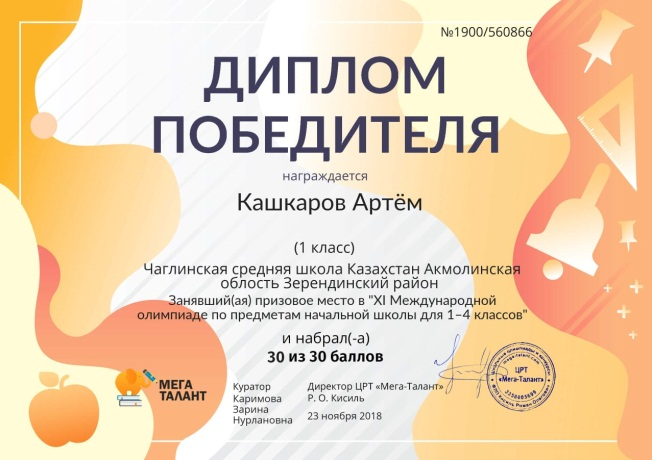 №1900/560866
ДИПЛОМ
ПОБЕДИТЕЛЯ
награждается
Кашкаров Артём
(1 класс)
Чаглинская средняя школа Казахстан Акмолинская
облость Зерендинский район
Занявший(ая) призовое место в "XI Международной
олимпиаде по предметам начальной школы для 1–4 классов"
и набрал(-а)
30 из 30 баллов
МЕГА
ТАЛАНТ
Куратор
Каримова
Зарина
Нурлановна
Директор ЦРТ «Мега-Талант»
Р. О. Кисиль
23 ноября 2018
ЦРТ
«Мега-Талант»